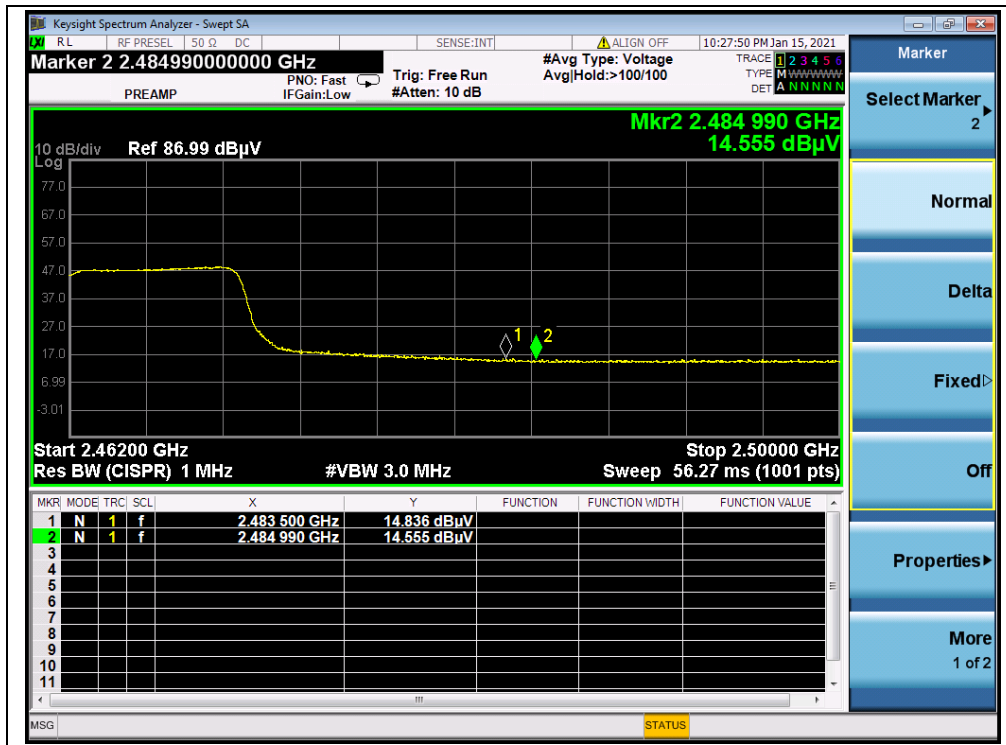 Keysight Spectrum Analyzer - Swept SA
LXI RL RF PRESEL 50 Ω DC SENSE:INT ALIGN OFF 10:27:50 PM Jan 15, 2021
Marker 2 2.484990000000 GHz
#Avg Type: Voltage
TRACE 1 2 3 4 5 6
PNO: Fast
Trig: Free Run
Avg|Hold:>100/100
TYPE M W W W W W
PREAMP
IFGain:Low
#Atten: 10 dB
DET A N N N N N
Mkr2 2.484 990 GHz
14.555 dBµV
10 dB/div Ref 86.99 dBµV
Log
77.0
67.0
57.0
47.0
37.0
27.0
17.0
6.99
-3.01
1 2
Start 2.46200 GHz Stop 2.50000 GHz
Res BW (CISPR) 1 MHz #VBW 3.0 MHz Sweep 56.27 ms (1001 pts)
MKR MODE TRC SCL X Y FUNCTION FUNCTION WIDTH FUNCTION VALUE
1 N 1 f 2.483 500 GHz 14.836 dBµV
2 N 1 f 2.484 990 GHz 14.555 dBµV
3
4
5
6
7
8
9
10
11
MSG STATUS
Marker
Select Marker
2
Normal
Delta
Fixed
Off
Properties
More
1 of 2